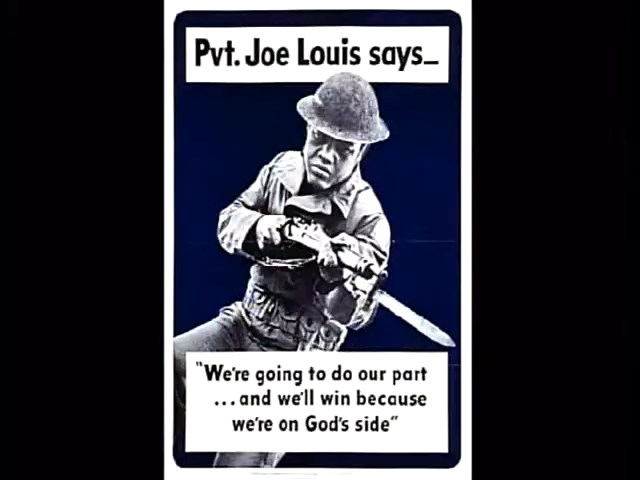 Pvt. Joe Louis says_
"We're going to do our part
...and we'll win because
we're on God's side"